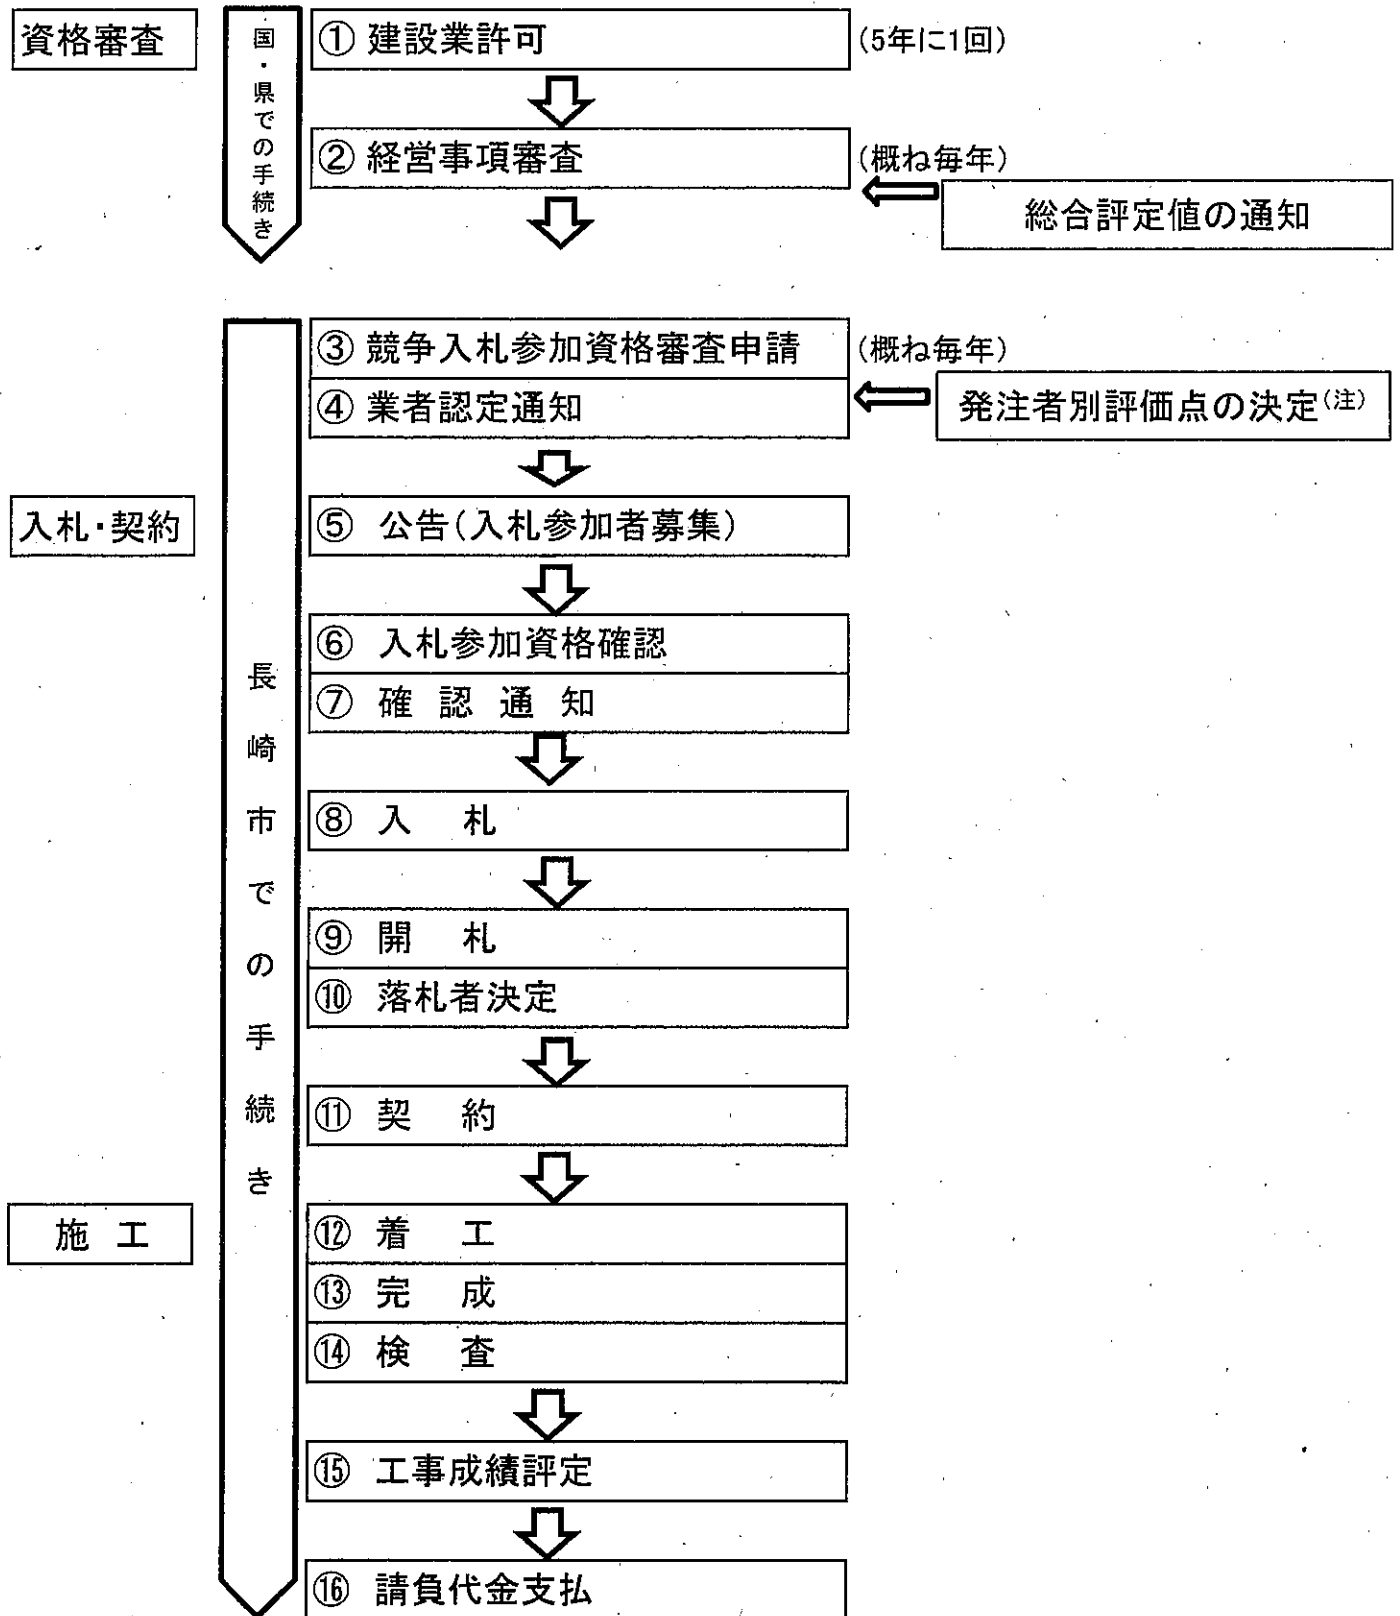 資格審査
国・県での手続き
① 建設業許可
(5年に1回)
② 経営事項審査
(概ね毎年)
総合評定値の通知
長崎市での手続き
③ 競争入札参加資格審査申請
(概ね毎年)
④ 業者認定通知
発注者別評価点の決定(注)
入札・契約
⑤ 公告(入札参加者募集)
⑥ 入札参加資格確認
⑦ 確認通知
⑧ 入札
⑨ 開札
⑩ 落札者決定
⑪ 契約
施工
⑫ 着工
⑬ 完成
⑭ 検査
⑮ 工事成績評定
⑯ 請負代金支払